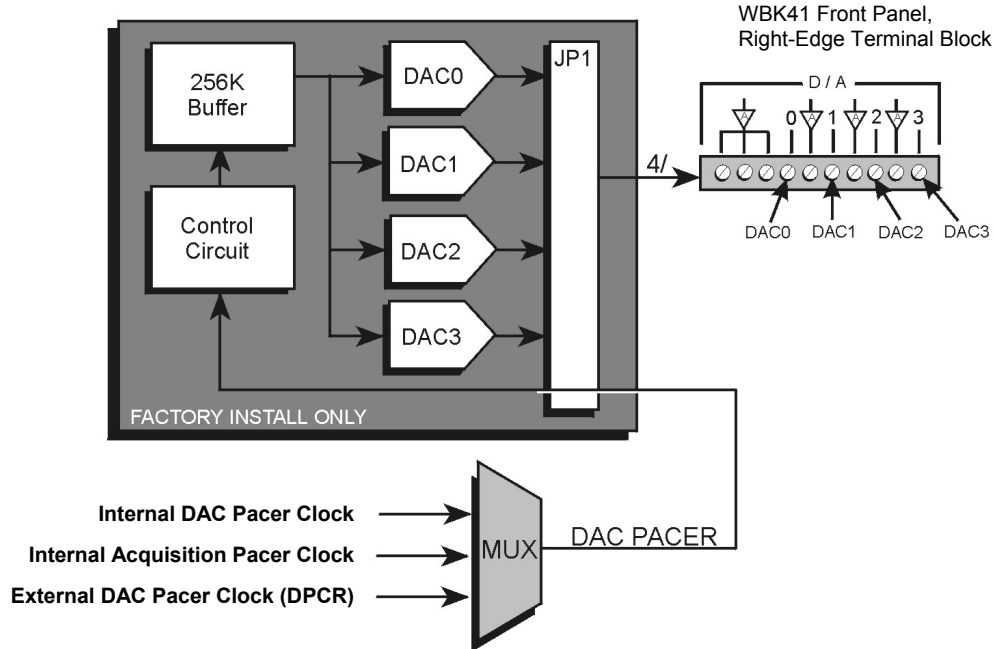 WBK41 Front Panel,
Right-Edge Terminal Block
D / A
A 0 A 1 A 2 A 3
DAC0 DAC1 DAC2 DAC3
256K
Buffer
Control
Circuit
DAC0
DAC1
DAC2
DAC3
JP1
4/
FACTORY INSTALL ONLY
Internal DAC Pacer Clock
Internal Acquisition Pacer Clock
External DAC Pacer Clock (DPCR)
MUX
DAC PACER